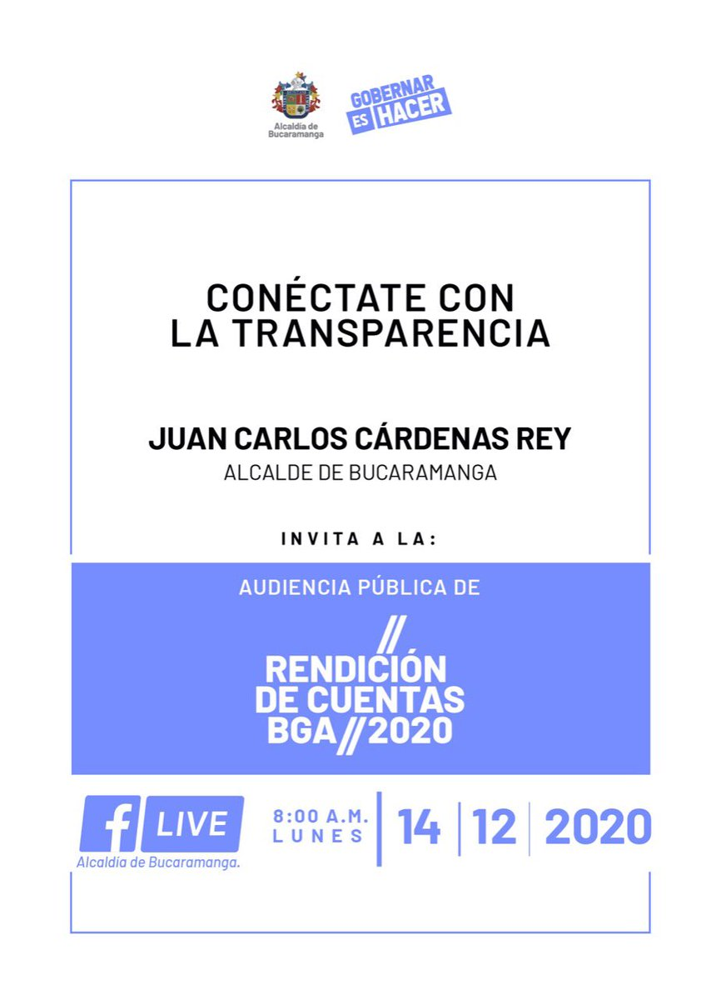 Alcaldía de
Bucaramanga
GOBERNAR
ES HACER
CONÉCTATE CON
LA TRANSPARENCIA
JUAN CARLOS CÁRDENAS REY
ALCALDE DE BUCARAMANGA
INVITA A LA:
AUDIENCIA PÚBLICA DE
//
RENDICIÓN
DE CUENTAS
BGA//2020
f LIVE
Alcaldía de Bucaramanga.
8:00 A.M.
LUNES
14 | 12 | 2020